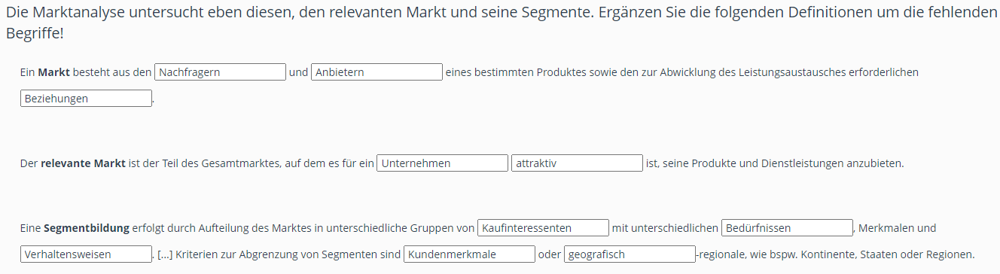 Die Marktanalyse untersucht eben diesen, den relevanten Markt und seine Segmente. Ergänzen Sie die folgenden Definitionen um die fehlenden
Begriffe!
Ein Markt besteht aus den Nachfragern und Anbietern eines bestimmten Produktes sowie den zur Abwicklung des Leistungsaustausches erforderlichen
Beziehungen.
Der relevante Markt ist der Teil des Gesamtmarktes, auf dem es für ein Unternehmen attraktiv ist, seine Produkte und Dienstleistungen anzubieten.
Eine Segmentbildung erfolgt durch Aufteilung des Marktes in unterschiedliche Gruppen von Kaufinteressenten mit unterschiedlichen Bedürfnissen, Merkmalen und
Verhaltensweisen. [...] Kriterien zur Abgrenzung von Segmenten sind Kundenmerkmale oder geografisch-regionale, wie bspw. Kontinente, Staaten oder Regionen.